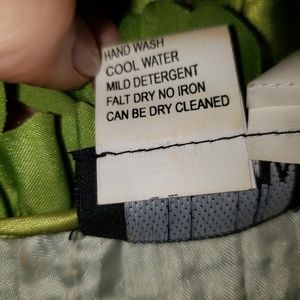 HAND WASH
COOL WATER
MILD DETERGENT
FALT DRY NO IRON
CAN BE DRY CLEANED